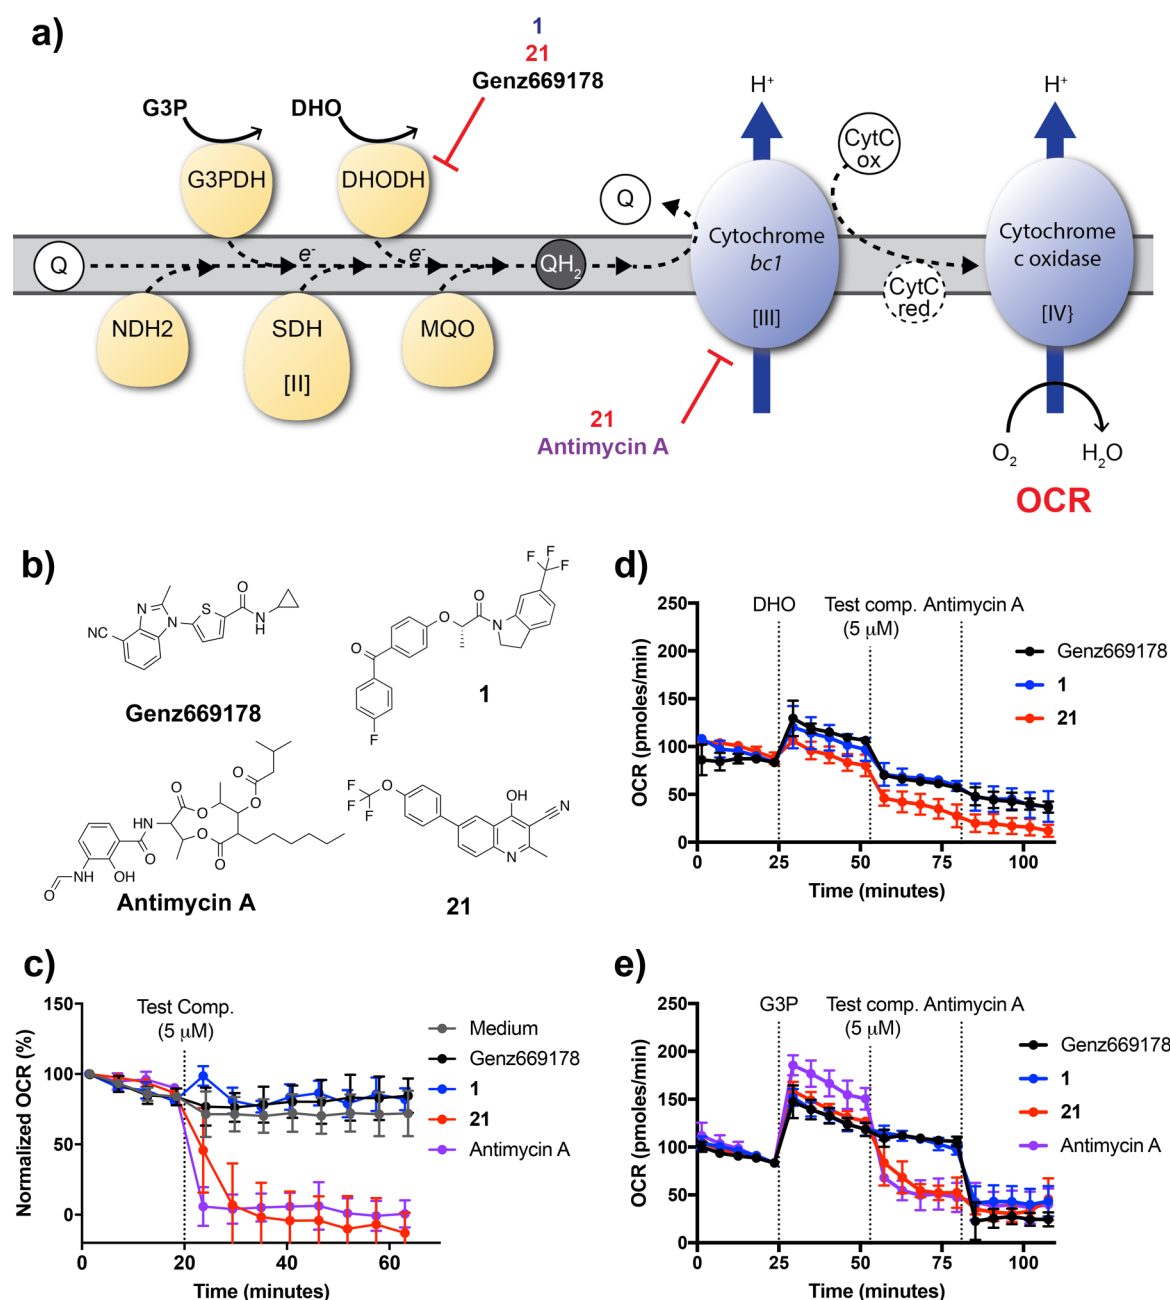 a)
1
21
Genz669178
G3P
DHO
G3PDH
DHODH
H+
H+
CytC
ox
Q
Q
e-
e-
QH2
Cytochrome
bc1
[III]
Cytochrome
c oxidase
[IV}
CytC
red
NDH2
SDH
[II]
MQO
21
Antimycin A
O2
H2O
OCR
b)
CN
N
N
S
O
N
H
Genz669178
F
F
F
O
O
N
CH3
O
F
1
O
O
O
O
O
O
O
NH
O
OH
NH
O
Antimycin A
F
F
F
O
OH
N
N
21
c)
Normalized OCR (%)
150
100
50
0
Test Comp.
(5 µM)
Medium
Genz669178
1
21
Antimycin A
0
20
40
60
Time (minutes)
d)
OCR (pmoles/min)
250
200
150
100
50
0
DHO
Test comp.
(5 µM)
Antimycin A
Genz669178
1
21
0
25
50
75
100
Time (minutes)
e)
OCR (pmoles/min)
250
200
150
100
50
0
G3P
Test comp.
(5 µM)
Antimycin A
Genz669178
1
21
Antimycin A
0
25
50
75
100
Time (minutes)